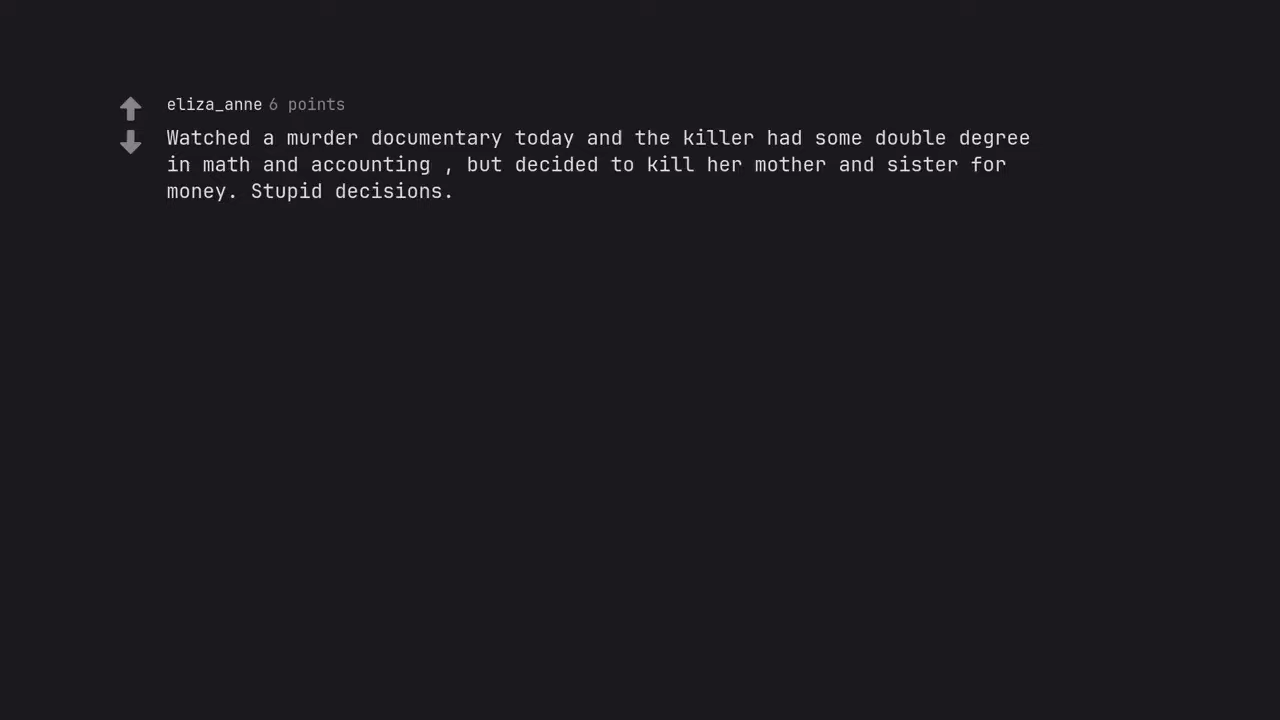 eliza_anne 6 points
Watched a murder documentary today and the killer had some double degree
in math and accounting , but decided to kill her mother and sister for
money. Stupid decisions.